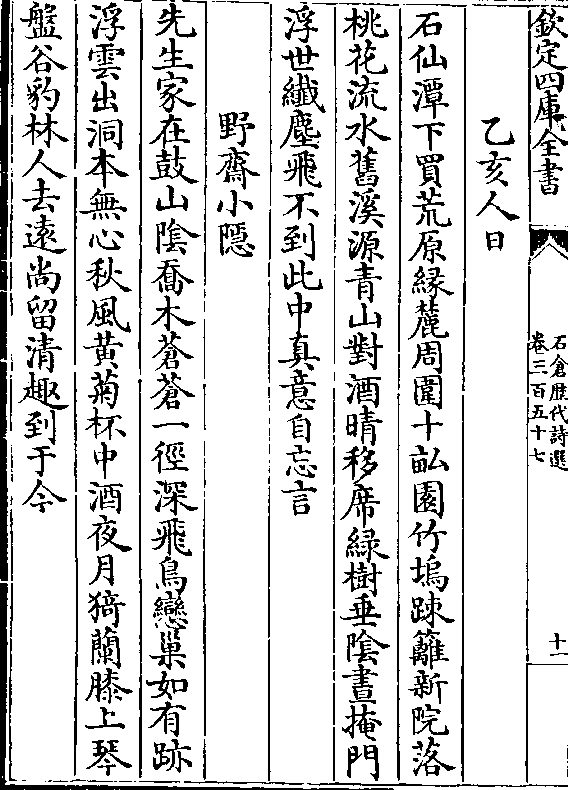 欽定四庫全書
石倉歴代詩選
卷三百五十七
十一
乙亥人日
石仙潭下買荒原緣麓周圍十畝園竹塢踈籬新院落
桃花流水舊溪源青山對酒晴移席緑樹垂陰晝掩門
浮世纖塵飛不到此中真意自忘言
野齋小隱
先生家在鼓山陰喬木蒼蒼一徑深飛鳥戀巢如有跡
浮雲出洞本無心秋風黄菊杯中酒夜月猗蘭膝上琴
盤谷豹林人去遠尚留清趣到于今